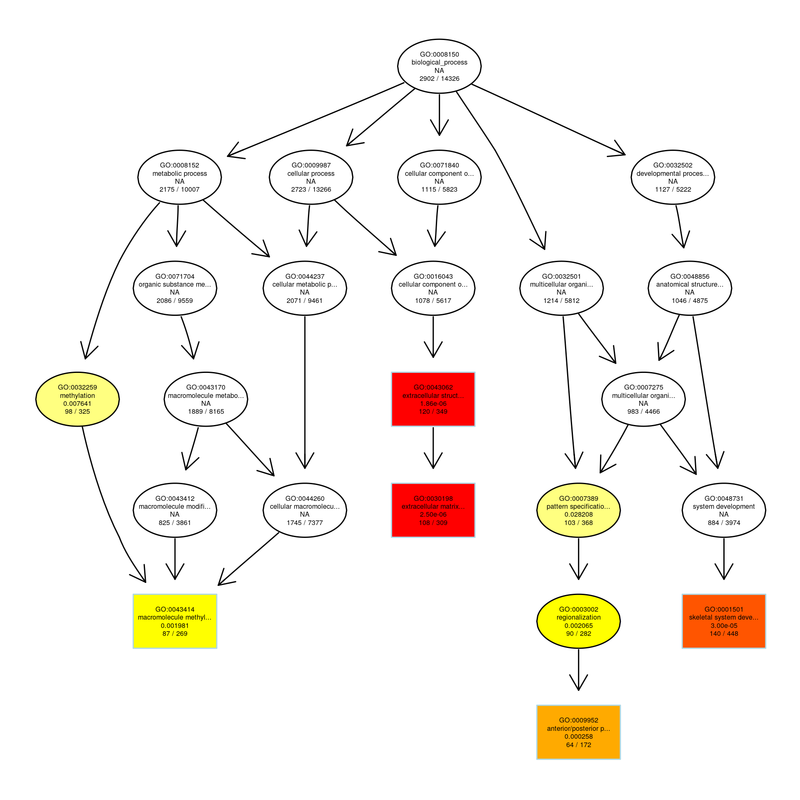 GO:0008150
biological_process
NA
2902 / 14326
GO:0008152
metabolic process
NA
2175 / 10007
GO:0009987
cellular process
NA
2723 / 13266
GO:0071840
cellular component o...
NA
1115 / 5823
GO:0032502
developmental proces...
NA
1127 / 5222
GO:0071704
organic substance me...
NA
2086 / 9559
GO:0044237
cellular metabolic p...
NA
2071 / 9461
GO:0016043
cellular component o...
NA
1078 / 5617
GO:0032501
multicellular organi...
NA
1214 / 5812
GO:0048856
anatomical structure...
NA
1046 / 4875
GO:0032259
methylation
0.007641
98 / 325
GO:0043170
macromolecule metabo...
NA
1889 / 8165
GO:0043062
extracellular struct...
1.86e-06
120 / 349
GO:0007275
multicellular organi...
NA
983 / 4466
GO:0043412
macromolecule modifi...
NA
825 / 3861
GO:0044260
cellular macromolecu...
NA
1745 / 7377
GO:0030198
extracellular matrix...
2.50e-06
108 / 309
GO:0007389
pattern specificatio...
0.028208
103 / 368
GO:0048731
system development
NA
884 / 3974
GO:0043414
macromolecule methyl...
0.001981
87 / 269
GO:0003002
regionalization
0.002065
90 / 282
GO:0001501
skeletal system deve...
3.00e-05
140 / 448
GO:0009952
anterior/posterior p...
0.000258
64 / 172